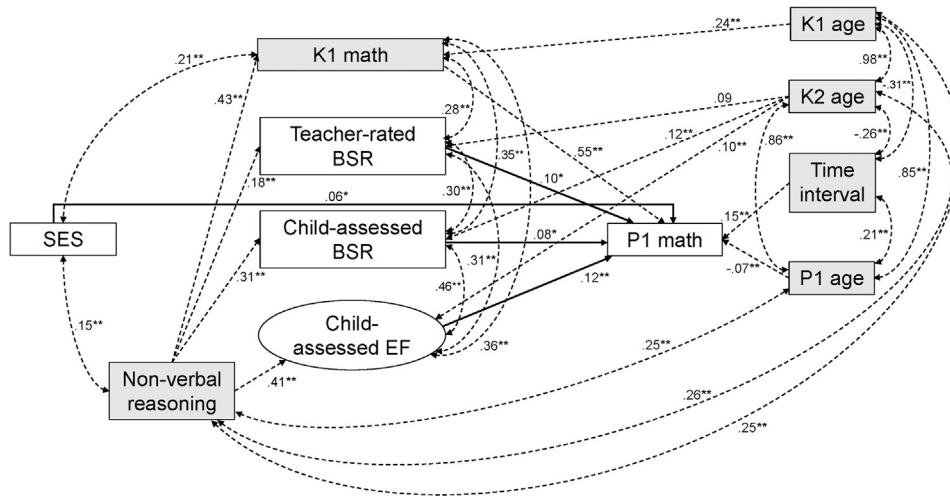 K1 age
.24**
.21**
K1 math
.98**
-.31**
.43**
K2 age
.28**
.09
Teacher-rated
BSR
.12**
.10**
.86**
-.26**
.35**
.55**
Time
interval
.18**
.10*
.30**
.85**
.06*
Child-assessed
BSR
.15**
SES
.08*
P1 math
.21**
.31**
.31**
-.07**
P1 age
.46**
.12**
Child-
assessed EF
.15**
.36**
.25**
Non-verbal
reasoning
.41**
.26**
.25**